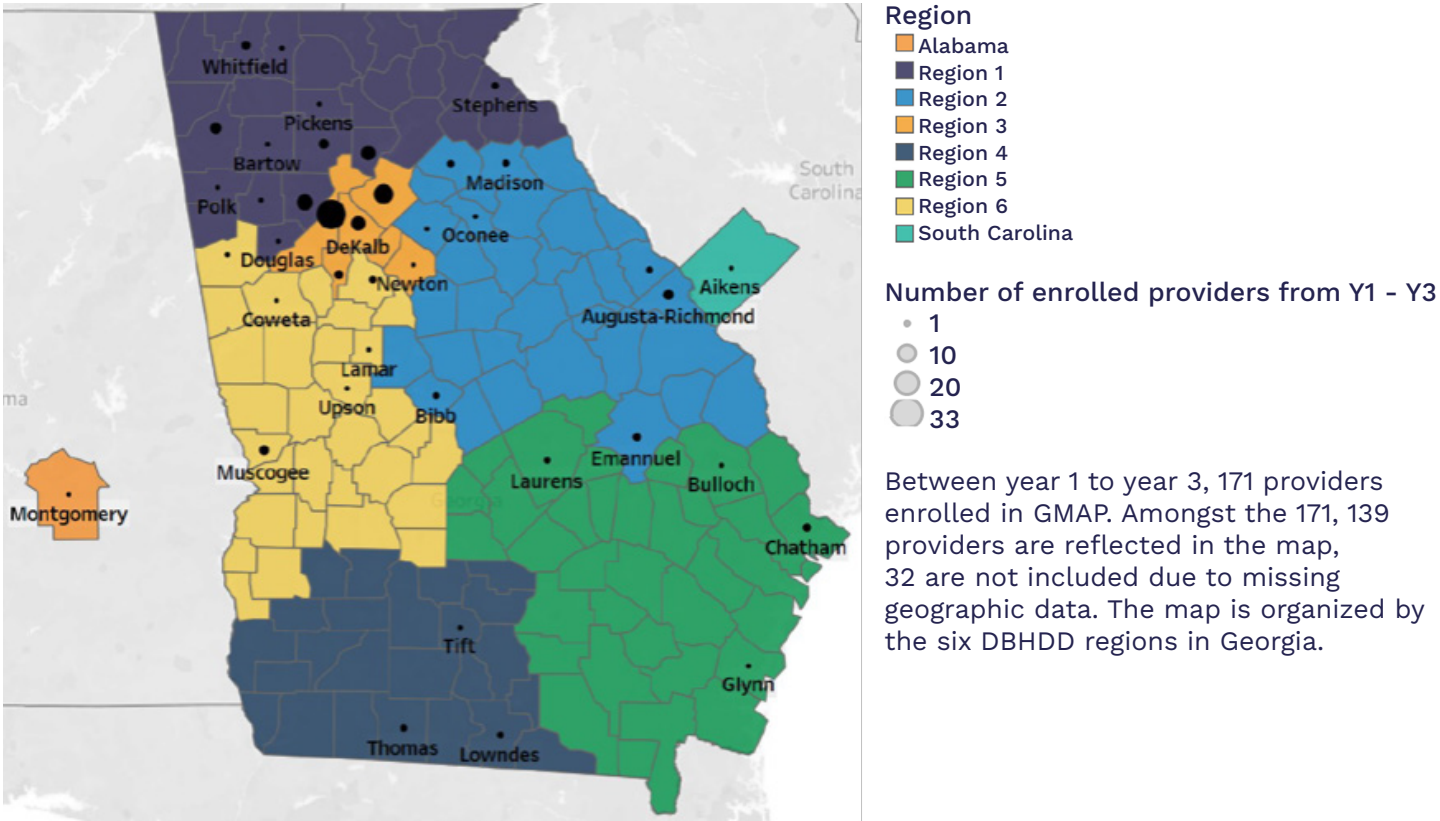 Whitfield
Stephens
Pickens
Bartow
South
Carolina
Madison
Polk
Oconee
DeKalb
Douglas
Newton
Aikens
Coweta
Augusta-Richmond
Lamar
ma
Upson
Bibb
Emannuel
Muscogee
Laurens
Bulloch
Georgia
Montgomery
Chatham
Tift
Glynn
Thomas
Lowndes
Region
Alabama
Region 1
Region 2
Region 3
Region 4
Region 5
Region 6
South Carolina
Number of enrolled providers from Y1 - Y3
1
10
20
33
Between year 1 to year 3, 171 providers
enrolled in GMAP. Amongst the 171, 139
providers are reflected in the map,
32 are not included due to missing
geographic data. The map is organized by
the six DBHDD regions in Georgia.